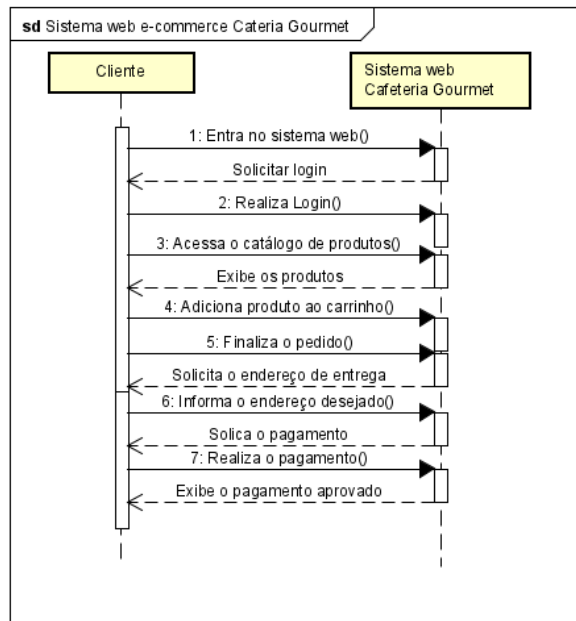 sd Sistema web e-commerce Cateria Gourmet
Cliente
Sistema web
Cafeteria Gourmet
1: Entra no sistema web()
Solicitar login
2: Realiza Login()
3: Acessa o catálogo de produtos()
Exibe os produtos
4: Adiciona produto ao carrinho()
5: Finaliza o pedido()
Solicita o endereço de entrega
6: Informa o endereço desejado()
Solica o pagamento
7: Realiza o pagamento()
Exibe o pagamento aprovado